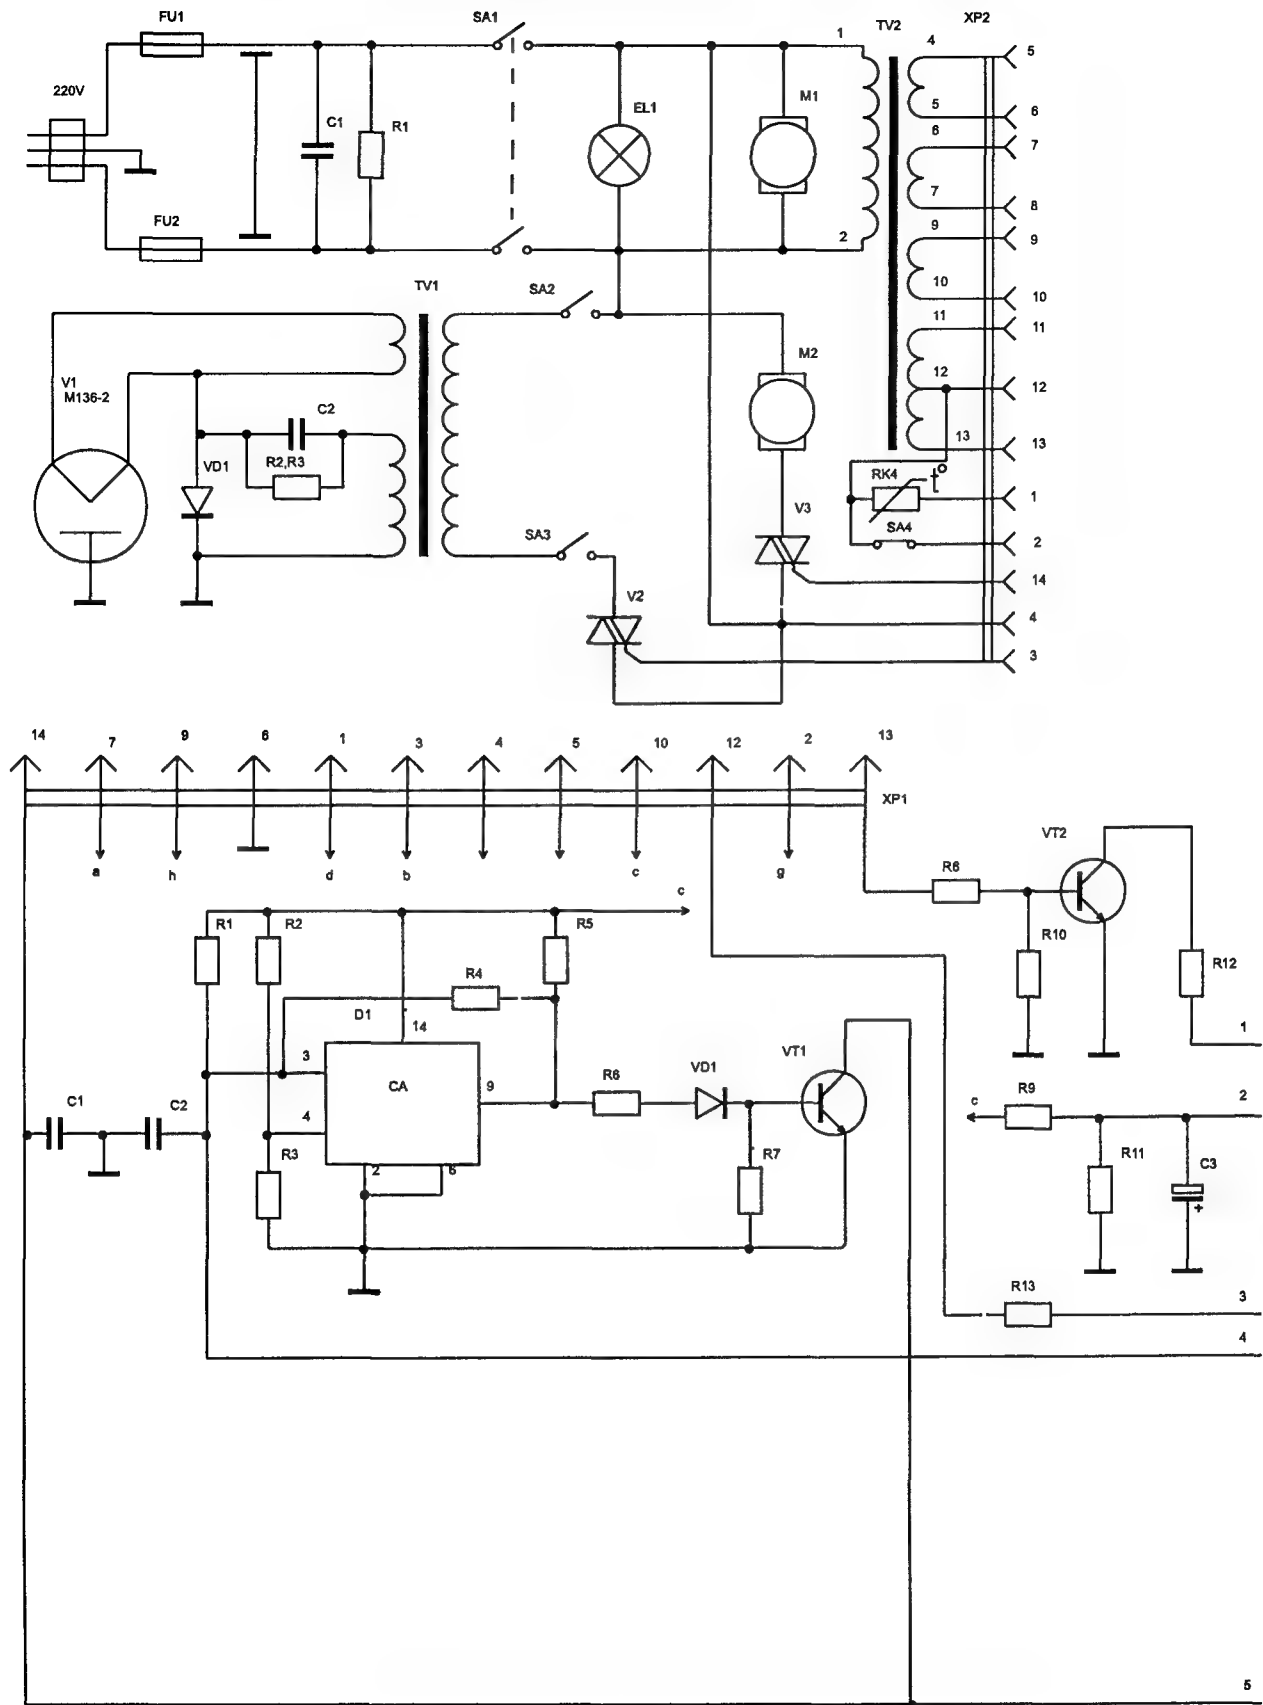 FU1
SA1
TV2
XP2
1
4
5
220V
C1
R1
EL1
M1
5
6
6
7
7
8
FU2
2
9
9
10
10
TV1
SA2
11
11
M2
12
12
V1
M136-2
C2
13
13
VD1
R2,R3
RK4
t°
1
V3
SA4
SA3
2
14
V2
4
3
14
7
9
6
1
3
4
5
10
12
2
13
XP1
VT2
a
h
d
b
c
g
R6
c
R1
R2
R5
R10
R12
R4
D1
14
1
3
CA
9
R6
VD1
VT1
C1
C2
4
c
R9
2
R3
2
6
R7
R11
C3
+
R13
3
4
5